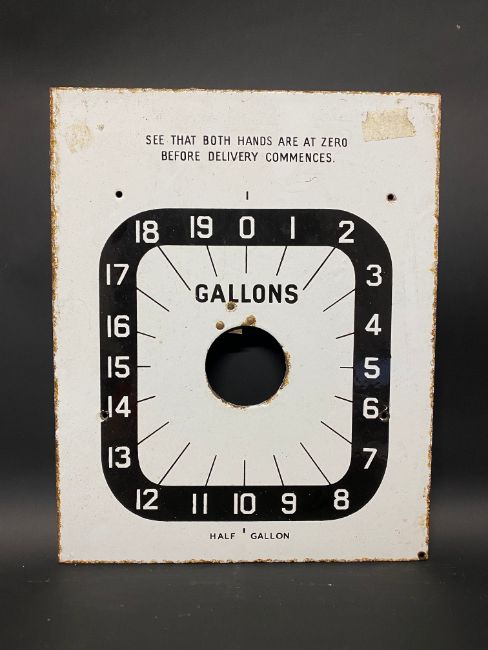 SEE THAT BOTH HANDS ARE AT ZERO
BEFORE DELIVERY COMMENCES.
18 19 0 1 2
GALLONS
17 3
16 4
15 5
14 6
13 7
12 11 10 9 8
HALF GALLON